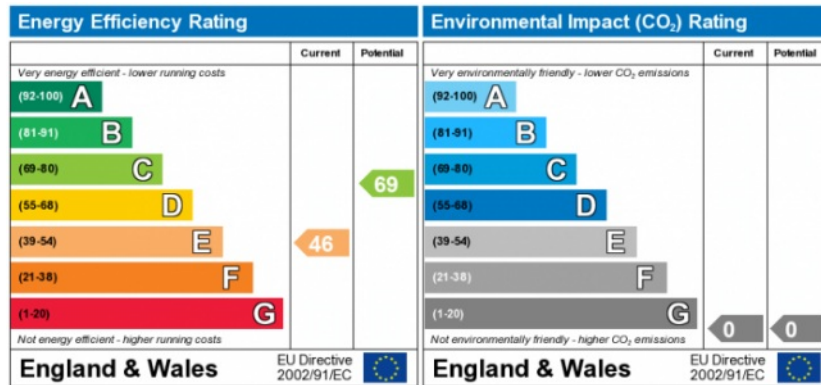 Energy Efficiency Rating
Current Potential
Very energy efficient - lower running costs
(92-100) A
(81-91) B
(69-80) C
69
(55-68) D
(39-54) E
46
(21-38) F
(1-20) G
Not energy efficient - higher running costs
England & Wales
EU Directive
2002/91/EC
Environmental Impact (CO₂) Rating
Current Potential
Very environmentally friendly - lower CO₂ emissions
(92-100) A
(81-91) B
(69-80) C
(55-68) D
(39-54) E
(21-38) F
(1-20) G
0 0
Not environmentally friendly - higher CO₂ emissions
England & Wales
EU Directive
2002/91/EC